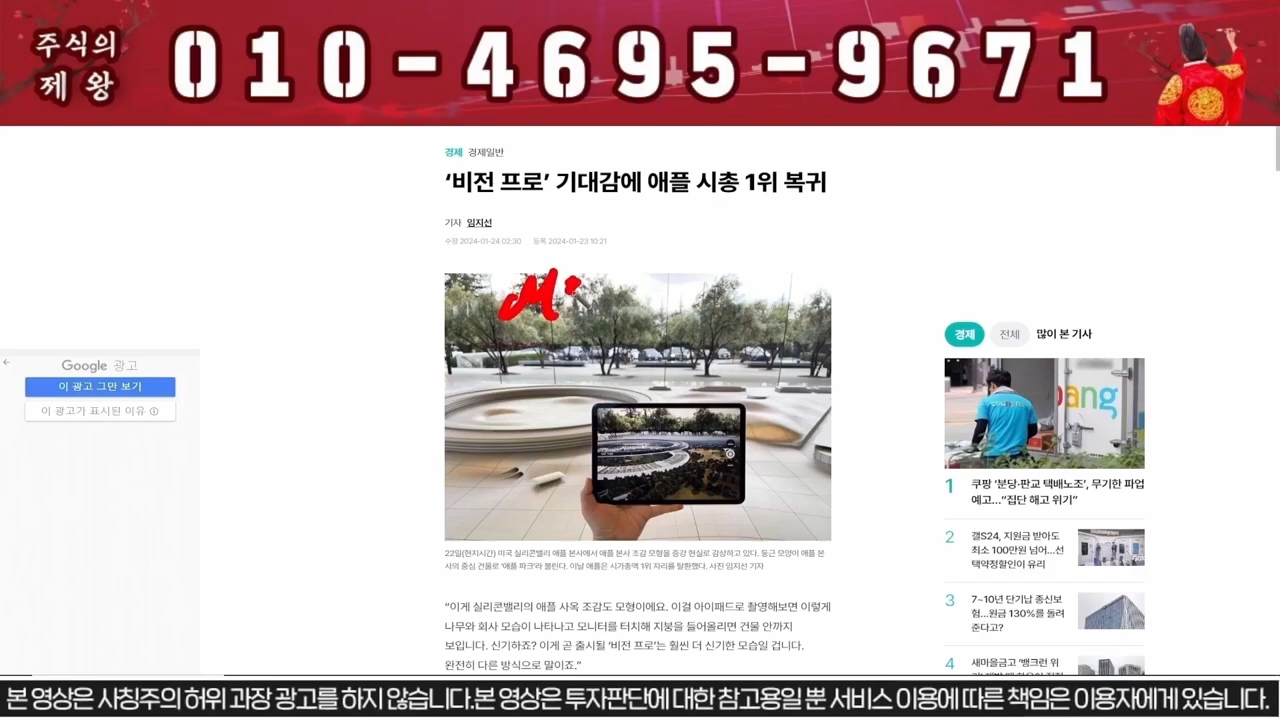 주식의
제 왕
010-4695-9671
경제 경제일반
‘비전 프로’ 기대감에 애플 시총 1위 복귀
기자 임지선
수정 2024-01-24 02:30 등록 2024-01-23 10:21
22일(현지시간) 미국 실리콘밸리 애플 본사에서 애플 본사 조감 모형을 증강 현실로 감상하고 있다. 둥근 모양이 애플 본
사의 중심 건물로 ‘애플 파크’라 불린다. 이날 애플은 시가총액 1위 자리를 탈환했다. 사진 임지선 기자
“이게 실리콘밸리의 애플 사옥 조감도 모형이에요. 이걸 아이패드로 촬영해보면 이렇게
나무와 회사 모습이 나타나고 모니터를 터치해 지붕을 들어올리면 건물 안까지
보입니다. 신기하죠? 이게 곧 출시될 ‘비전 프로’는 훨씬 더 신기한 모습일 겁니다.
완전히 다른 방식으로 말이죠.”
Google 광고
이 광고 그만 보기
이 광고가 표시된 이유
경제 전체 많이 본 기사
ang
1 쿠팡 ‘분당·판교 택배노조’, 무기한 파업
예고…“집단 해고 위기”
2 갤S24, 지원금 받아도
최소 100만원 넘어…선
택약정할인이 유리
3 7~10년 단기납 종신보
험…원금 130%를 돌려
준다고?
4 새마을금고 ‘뱅크런 위
본 영상은 사칭주의 허위 과장 광고를 하지 않습니다.본 영상은 투자판단에 대한 참고용일 뿐 서비스 이용에 따른 책임은 이용자에게 있습니다.